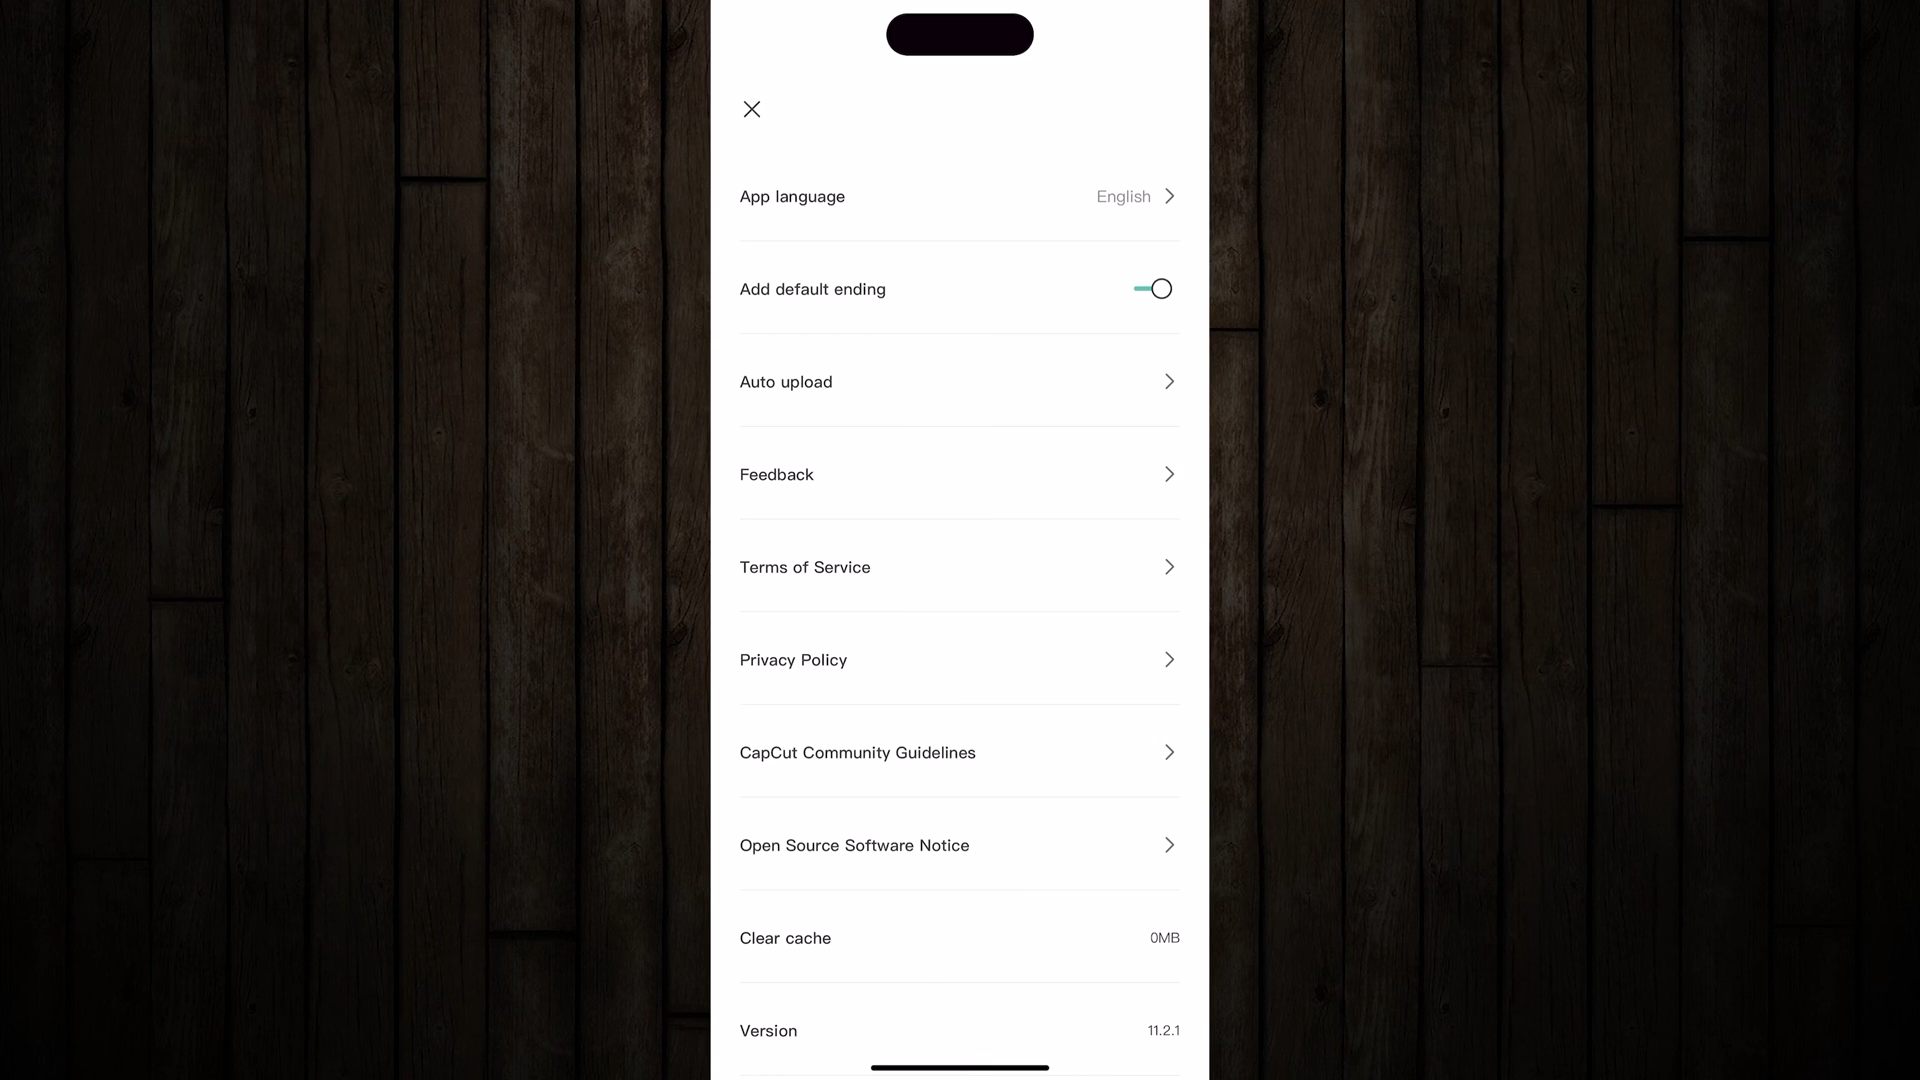 App language English
Add default ending
Auto upload
Feedback
Terms of Service
Privacy Policy
CapCut Community Guidelines
Open Source Software Notice
Clear cache 0MB
Version 11.2.1